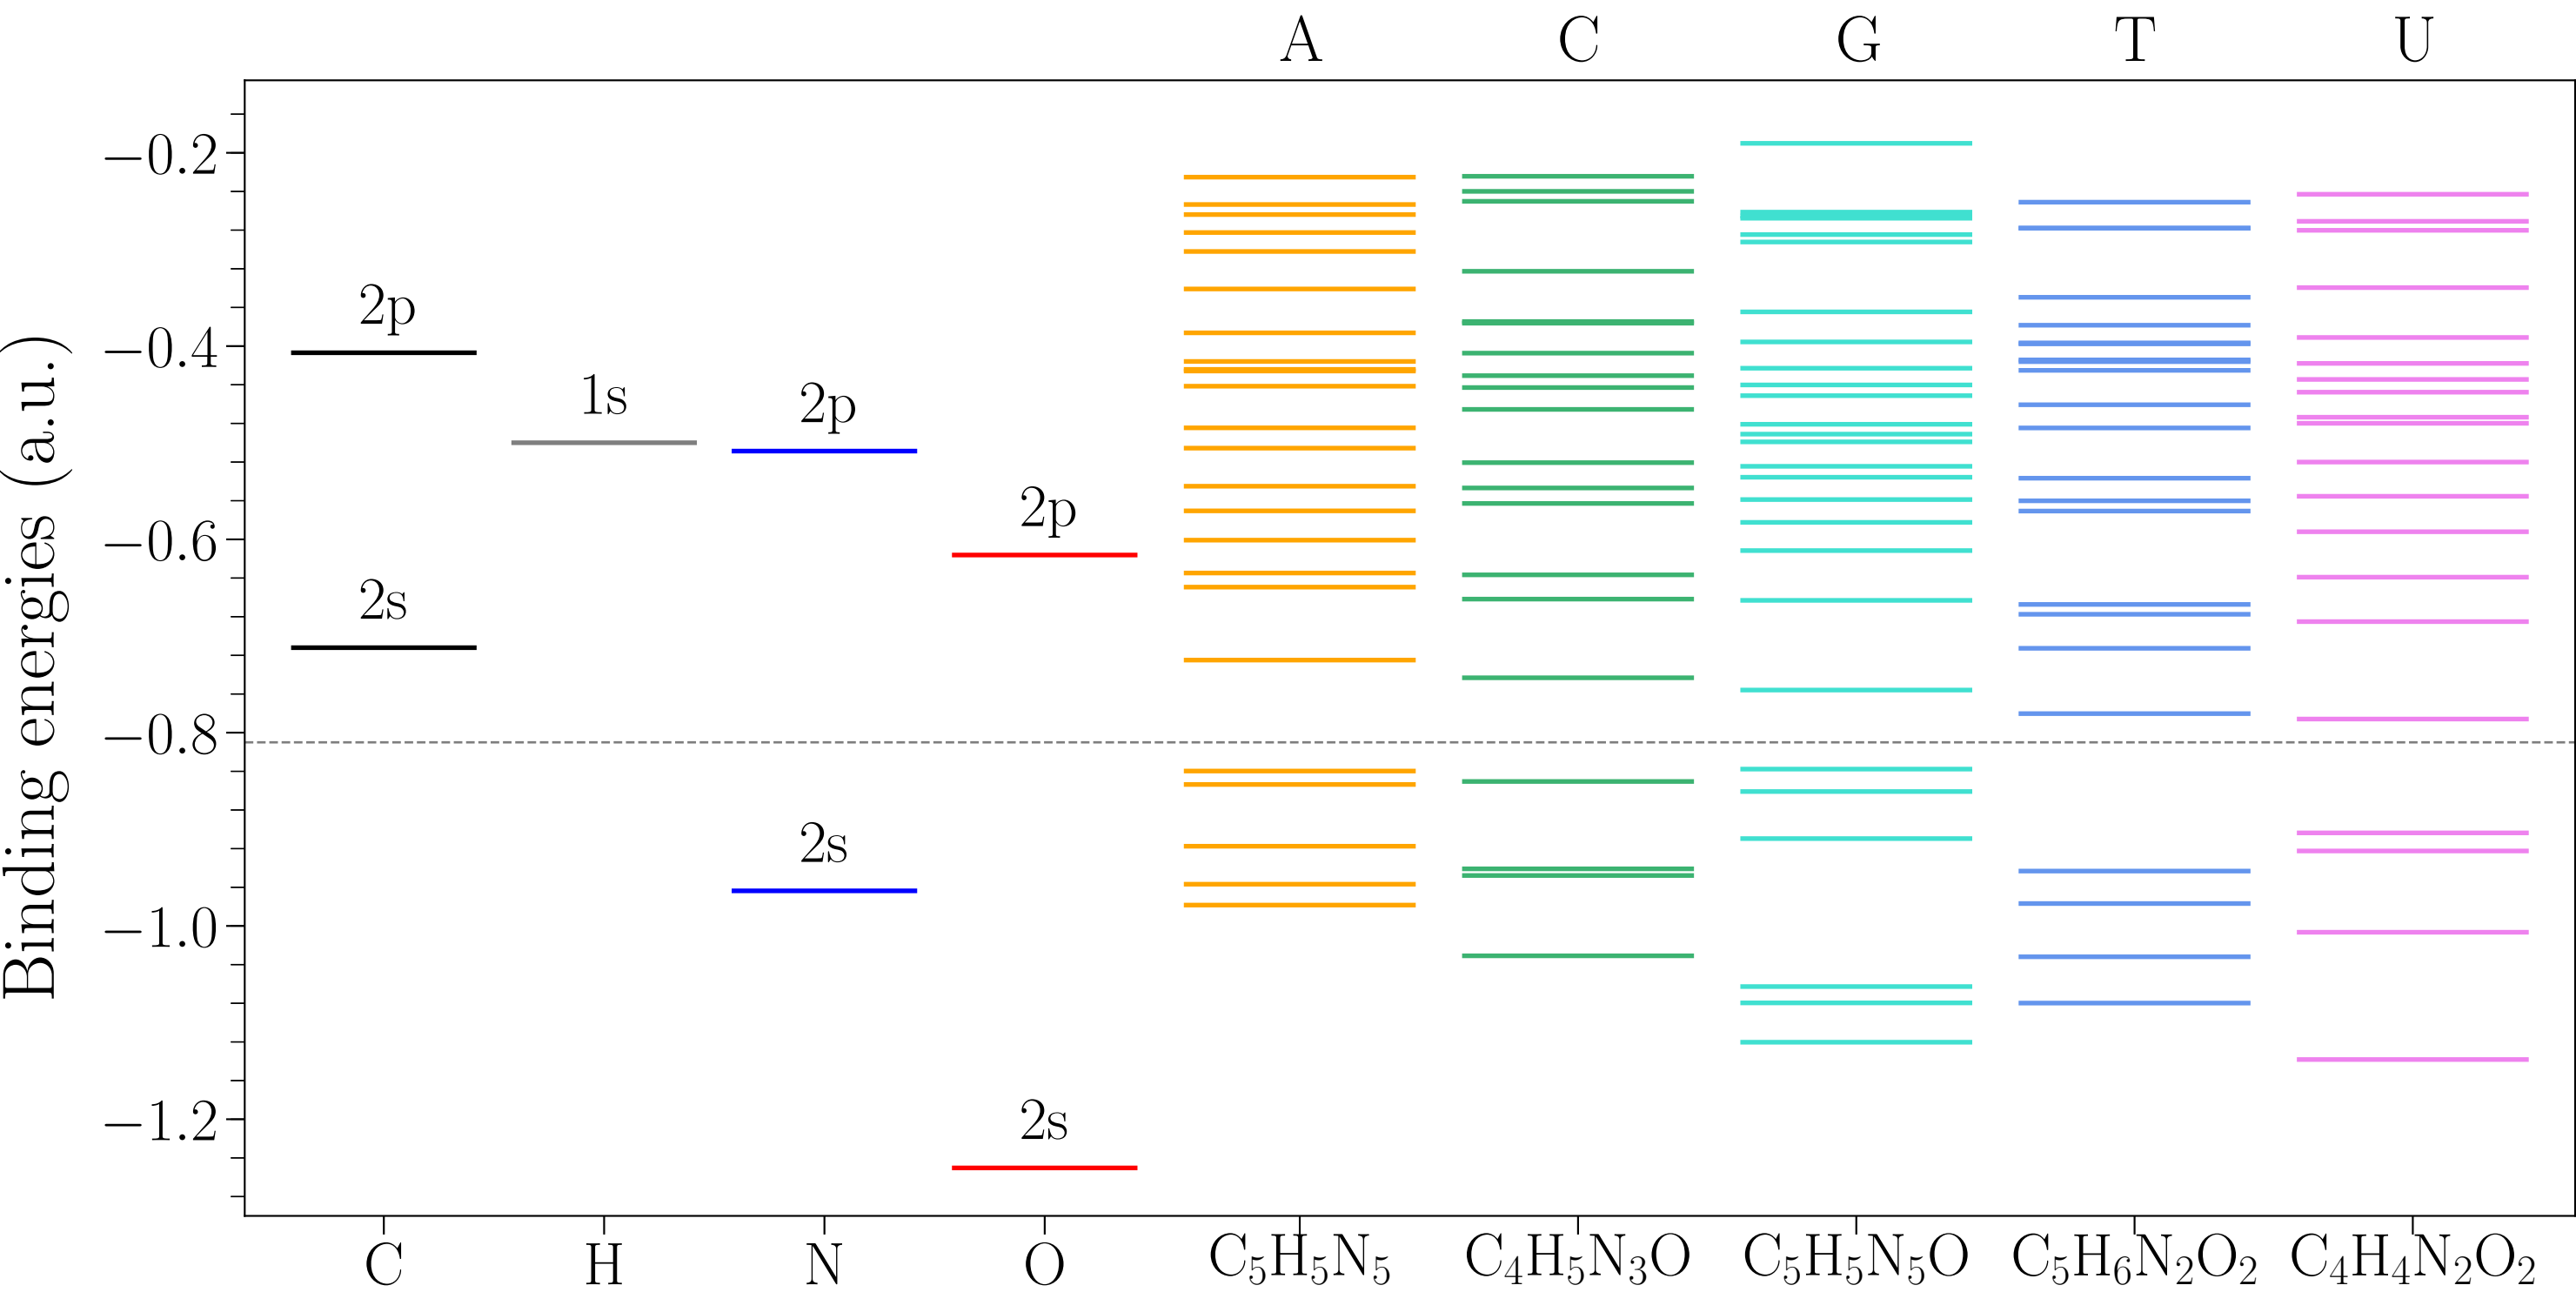 A C G T U
Binding energies (a.u.)
−0.2
−0.4
−0.6
−0.8
−1.0
−1.2
2p
1s
2p
2p
2s
2s
2s
C H N O C₅H₅N₅ C₄H₅N₃O C₅H₅N₅O C₅H₆N₂O₂ C₄H₄N₂O₂